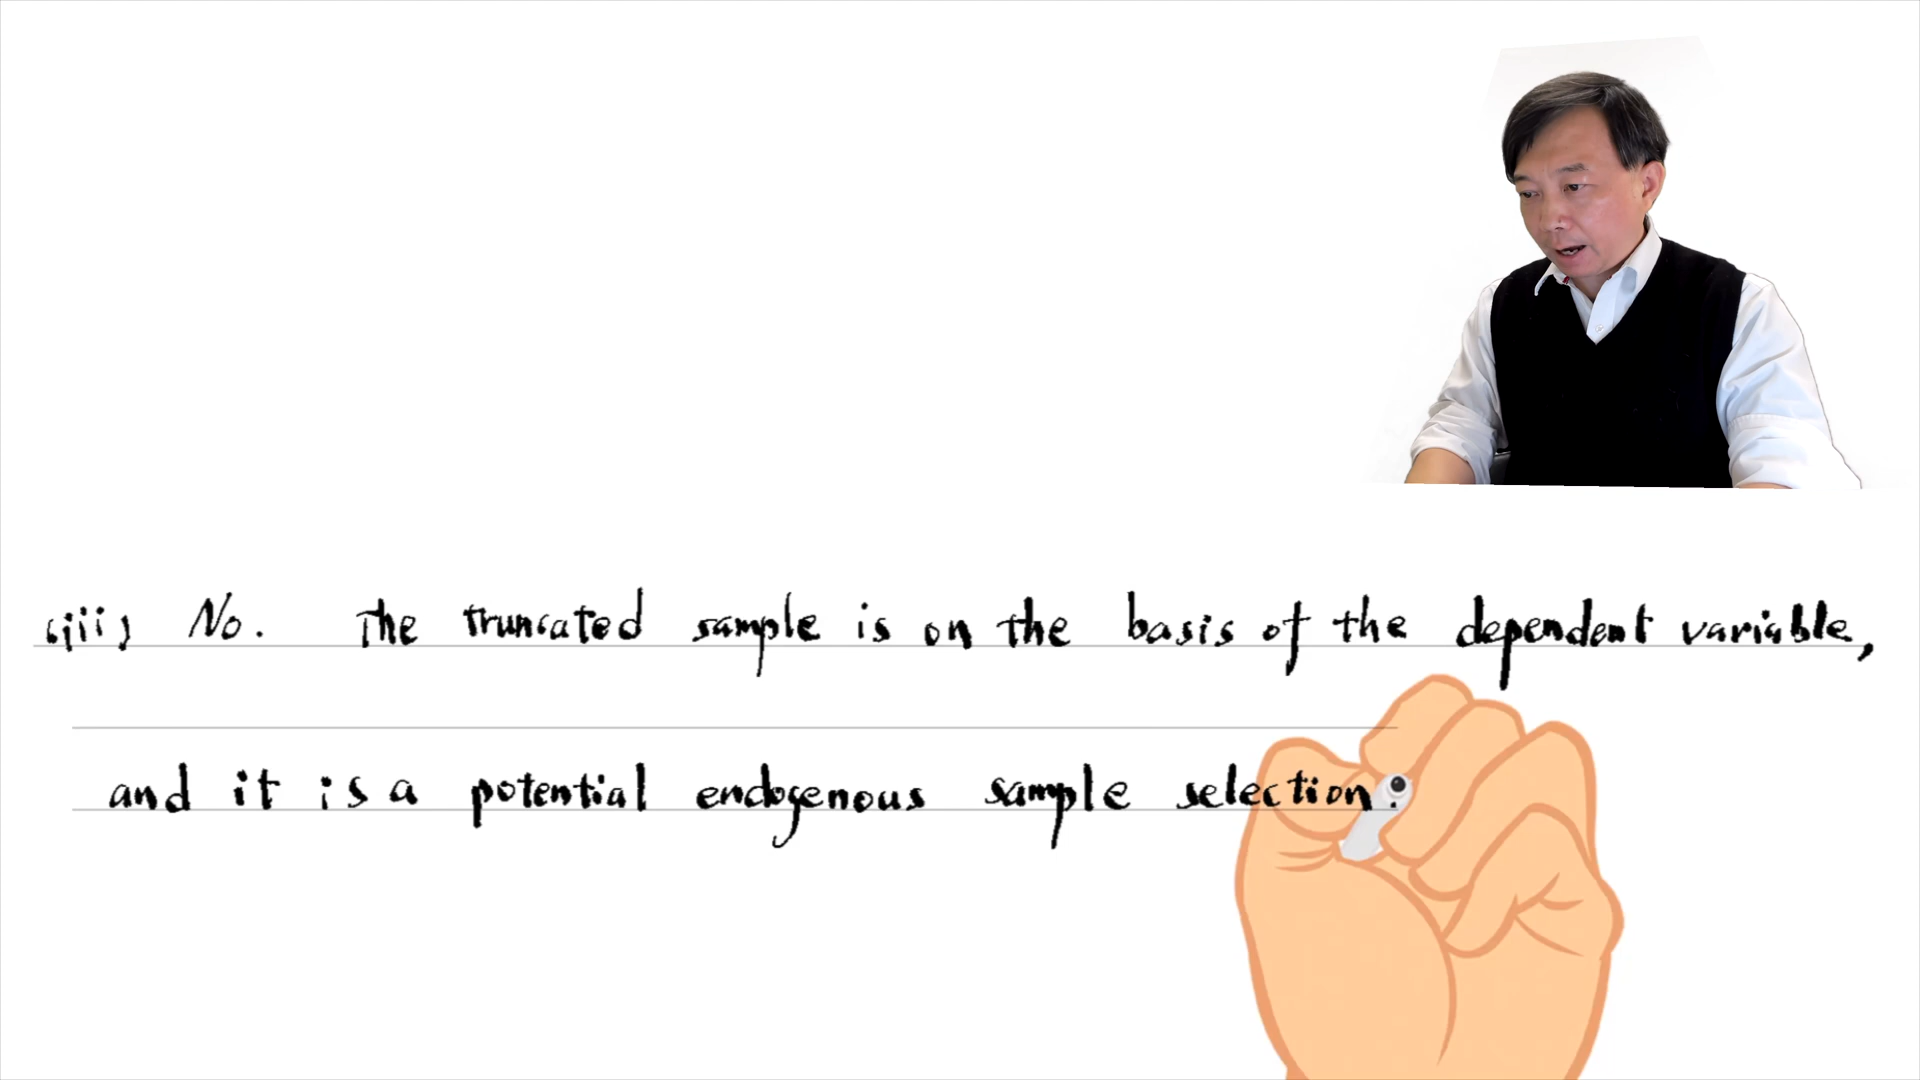 (iii) No. The truncated sample is on the basis of the dependent variable,
and it is a potential endogenous sample selection.